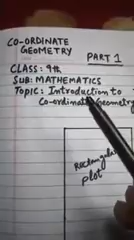 CO-ORDINATE
GEOMETRY
PART 1
CLASS: 9th
SUB: MATHEMATICS
TOPIC: Introduction to
Co-ordinate Geometry
Rectangular
plot